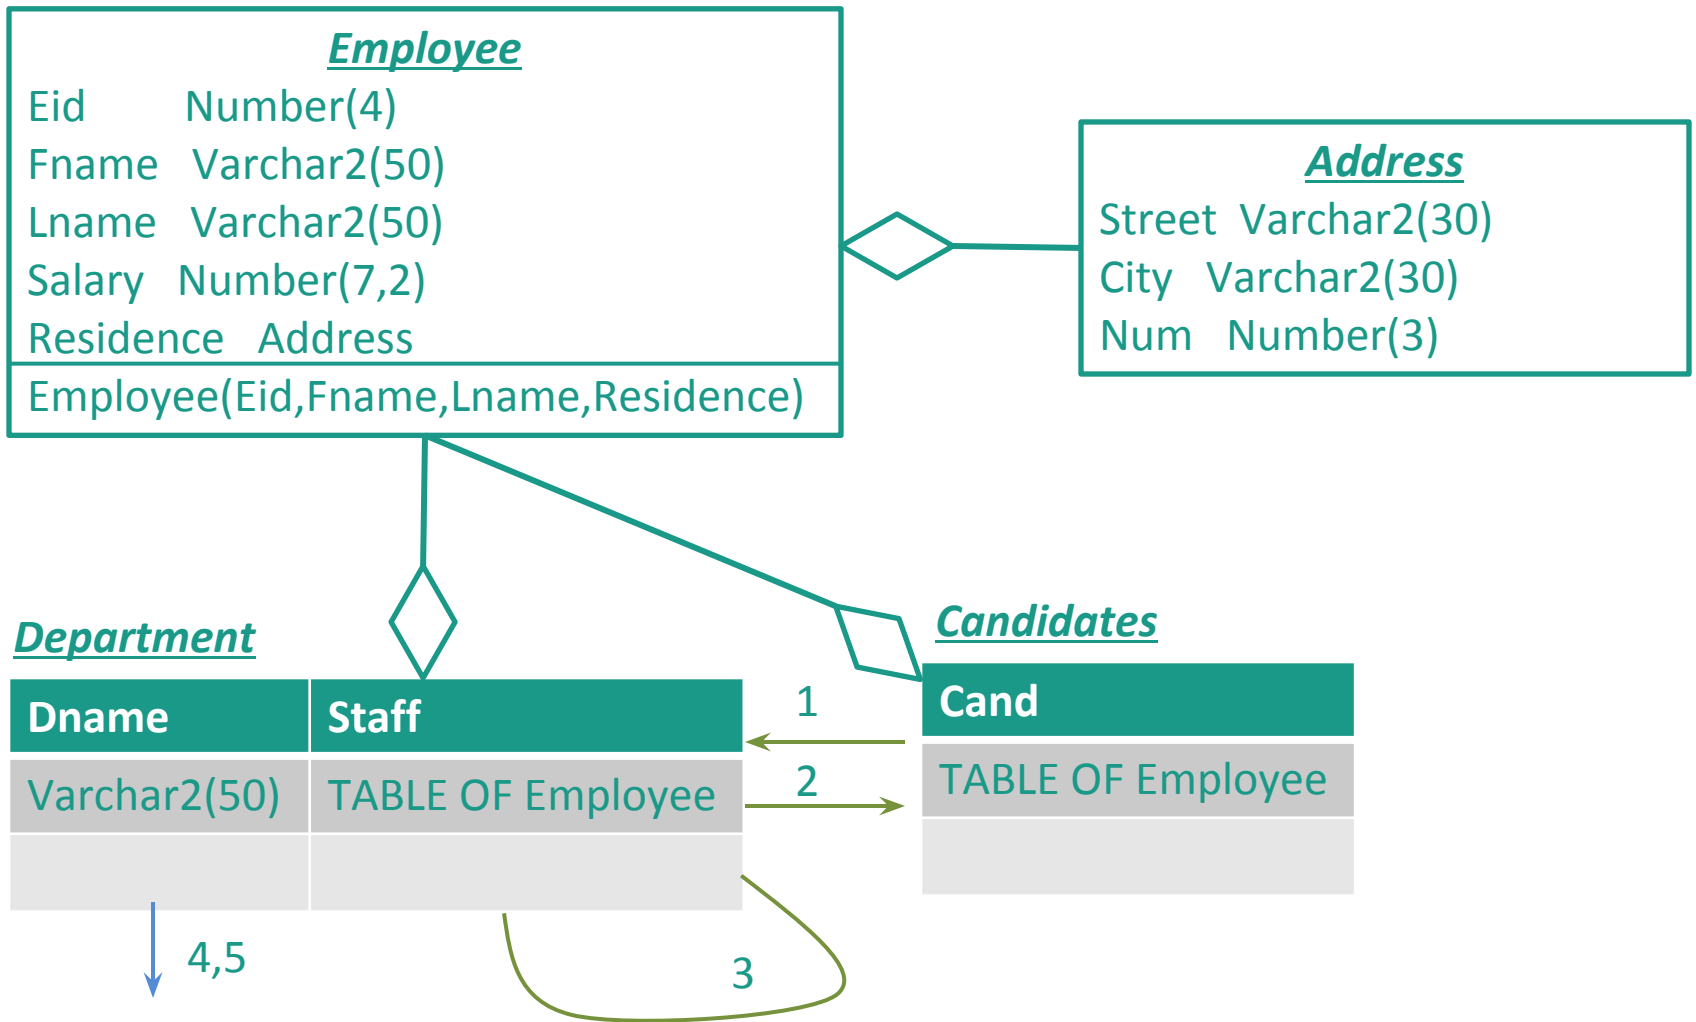 Employee
Eid Number(4)
Fname Varchar2(50)
Lname Varchar2(50)
Salary Number(7,2)
Residence Address
Employee(Eid,Fname,Lname,Residence)
Address
Street Varchar2(30)
City Varchar2(30)
Num Number(3)
Department
Dname Staff
Varchar2(50) TABLE OF Employee
1
2
Candidates
Cand
TABLE OF Employee
4,5
3